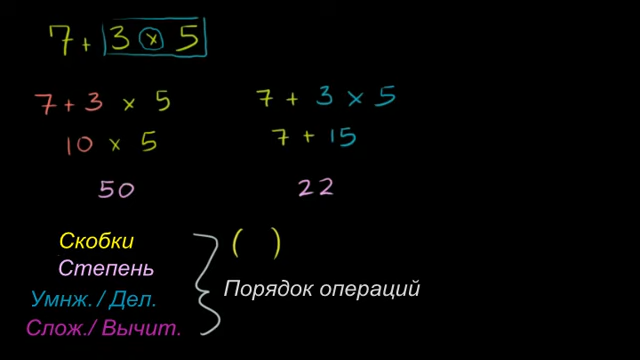 7 + 3 × 5
7 + 3 × 5
7 + 3 × 5
10 × 5
7 + 15
50
22
Скобки
( )
Степень
Умнж. / Дел.
Порядок операций
Слож./ Вычит.